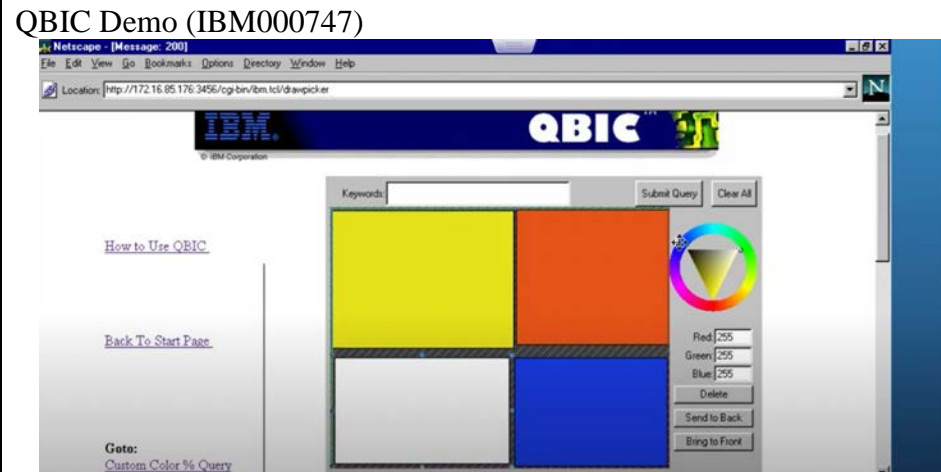 QBIC Demo (IBM000747)
Netscape - [Message: 200]
File Edit View Go Bookmarks Options Directory Window Help
Location: http://172.16.85.176:3456/cgi-bin/ibm.tcl/drawpicker
N
IBM. QBIC™
© IBM Corporation
Keywords: Submit Query Clear All
How to Use QBIC
Back To Start Page
Red: 255
Green: 255
Blue: 255
Delete
Send to Back
Bring to Front
Goto:
Custom Color % Query